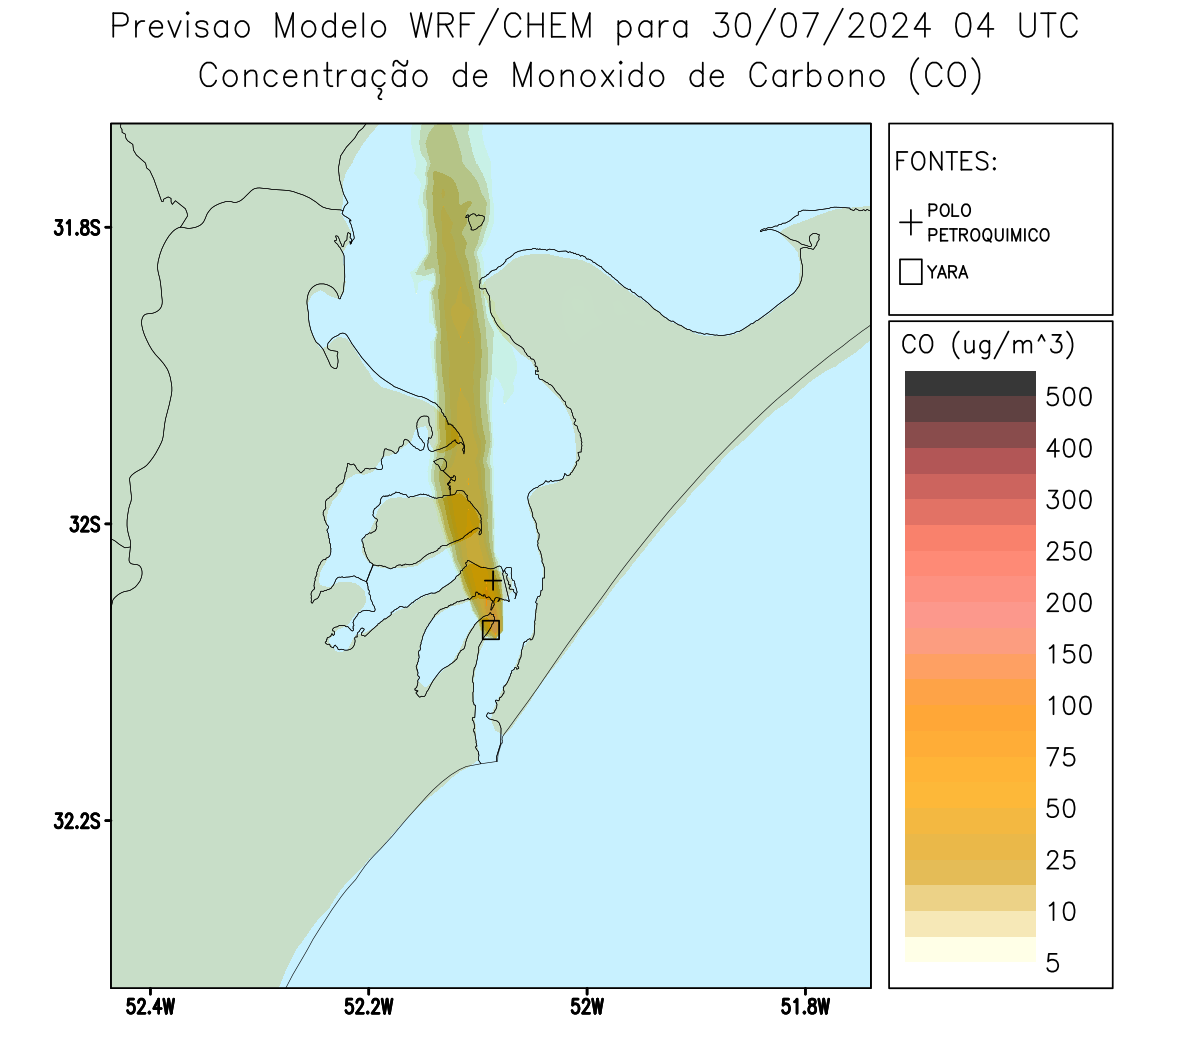 Previsao Modelo WRF/CHEM para 30/07/2024 04 UTC
Concentração de Monoxido de Carbono (CO)
FONTES:
POLO
PETROQUIMICO
YARA
CO (ug/m^3)
500
400
300
250
200
150
100
75
50
25
10
5
31.8S
32S
32.2S
52.4W
52.2W
52W
51.8W